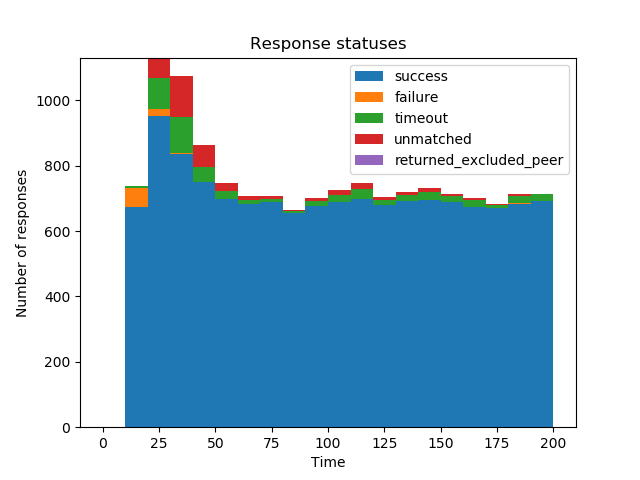 Response statuses
success
failure
timeout
unmatched
returned_excluded_peer
Number of responses
1000
800
600
400
200
0
0 25 50 75 100 125 150 175 200
Time